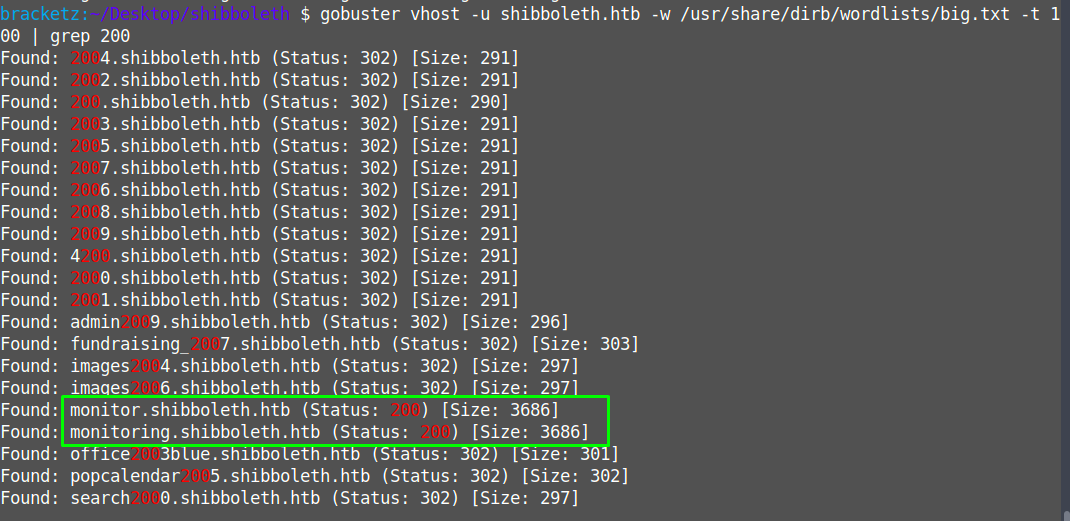 bracketz:~/Desktop/shibboleth $ gobuster vhost -u shibboleth.htb -w /usr/share/dirb/wordlists/big.txt -t 1
00 | grep 200
Found: 2004.shibboleth.htb (Status: 302) [Size: 291]
Found: 2002.shibboleth.htb (Status: 302) [Size: 291]
Found: 200.shibboleth.htb (Status: 302) [Size: 290]
Found: 2003.shibboleth.htb (Status: 302) [Size: 291]
Found: 2005.shibboleth.htb (Status: 302) [Size: 291]
Found: 2007.shibboleth.htb (Status: 302) [Size: 291]
Found: 2006.shibboleth.htb (Status: 302) [Size: 291]
Found: 2008.shibboleth.htb (Status: 302) [Size: 291]
Found: 2009.shibboleth.htb (Status: 302) [Size: 291]
Found: 4200.shibboleth.htb (Status: 302) [Size: 291]
Found: 2000.shibboleth.htb (Status: 302) [Size: 291]
Found: 2001.shibboleth.htb (Status: 302) [Size: 291]
Found: admin2009.shibboleth.htb (Status: 302) [Size: 296]
Found: fundraising_2007.shibboleth.htb (Status: 302) [Size: 303]
Found: images2004.shibboleth.htb (Status: 302) [Size: 297]
Found: images2006.shibboleth.htb (Status: 302) [Size: 297]
Found: monitor.shibboleth.htb (Status: 200) [Size: 3686]
Found: monitoring.shibboleth.htb (Status: 200) [Size: 3686]
Found: office2003blue.shibboleth.htb (Status: 302) [Size: 301]
Found: popcalendar2005.shibboleth.htb (Status: 302) [Size: 302]
Found: search2000.shibboleth.htb (Status: 302) [Size: 297]